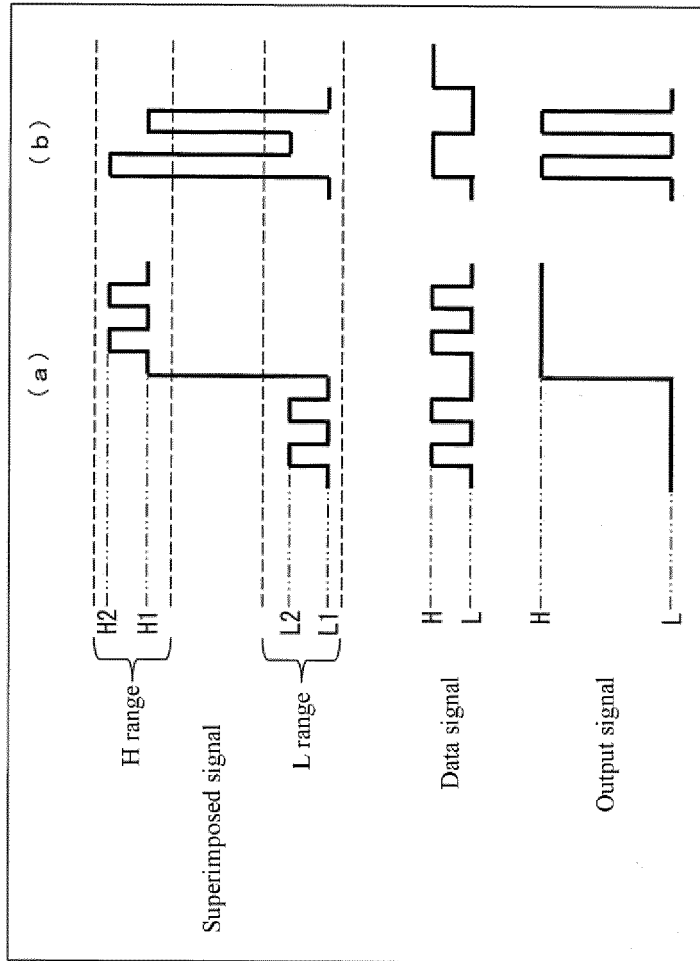 (a)
(b)
H range
H2
H1
Superimposed signal
L range
L2
L1
Data signal
H
L
Output signal
H
L